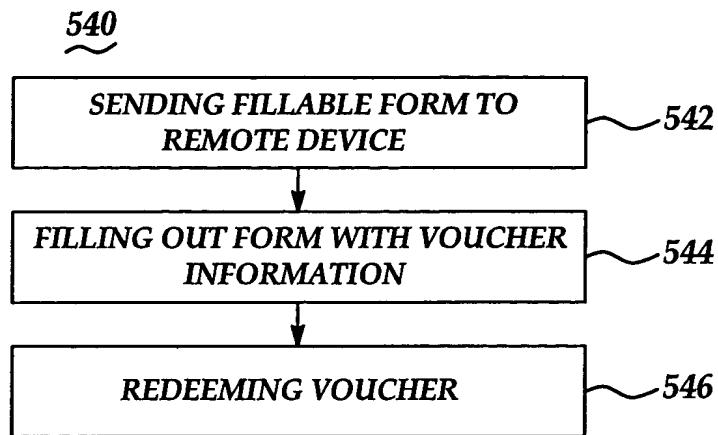 540
SENDING FILLABLE FORM TO
REMOTE DEVICE
542
FILLING OUT FORM WITH VOUCHER
INFORMATION
544
REDEEMING VOUCHER
546